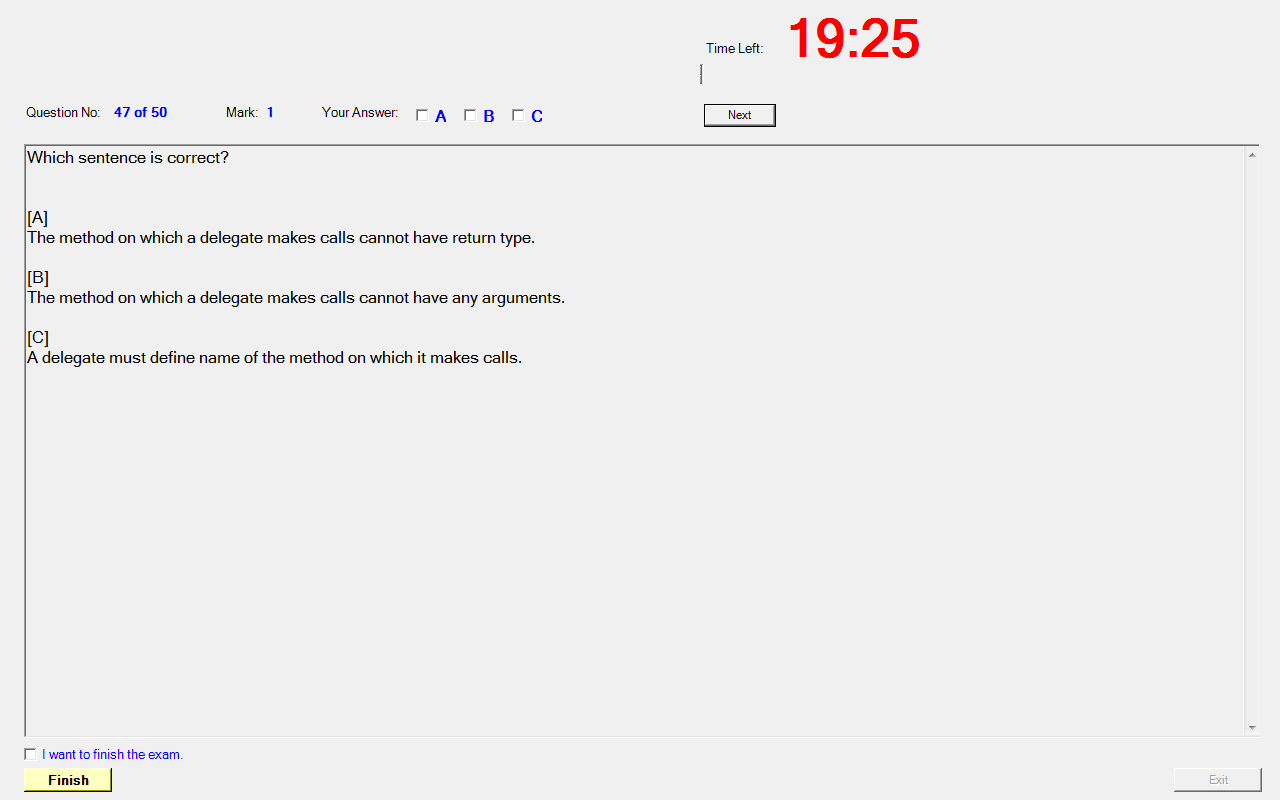 Time Left: 19:25
Question No: 47 of 50 Mark: 1 Your Answer: A B C Next
Which sentence is correct?
[A]
The method on which a delegate makes calls cannot have return type.
[B]
The method on which a delegate makes calls cannot have any arguments.
[C]
A delegate must define name of the method on which it makes calls.
I want to finish the exam.
Finish Exit